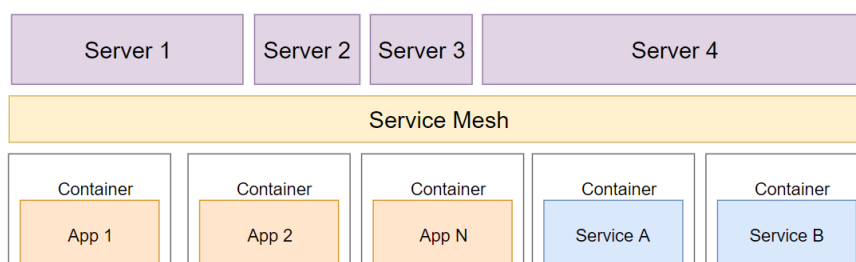 Server 1
Server 2
Server 3
Server 4
Service Mesh
Container
Container
Container
Container
Container
App 1
App 2
App N
Service A
Service B